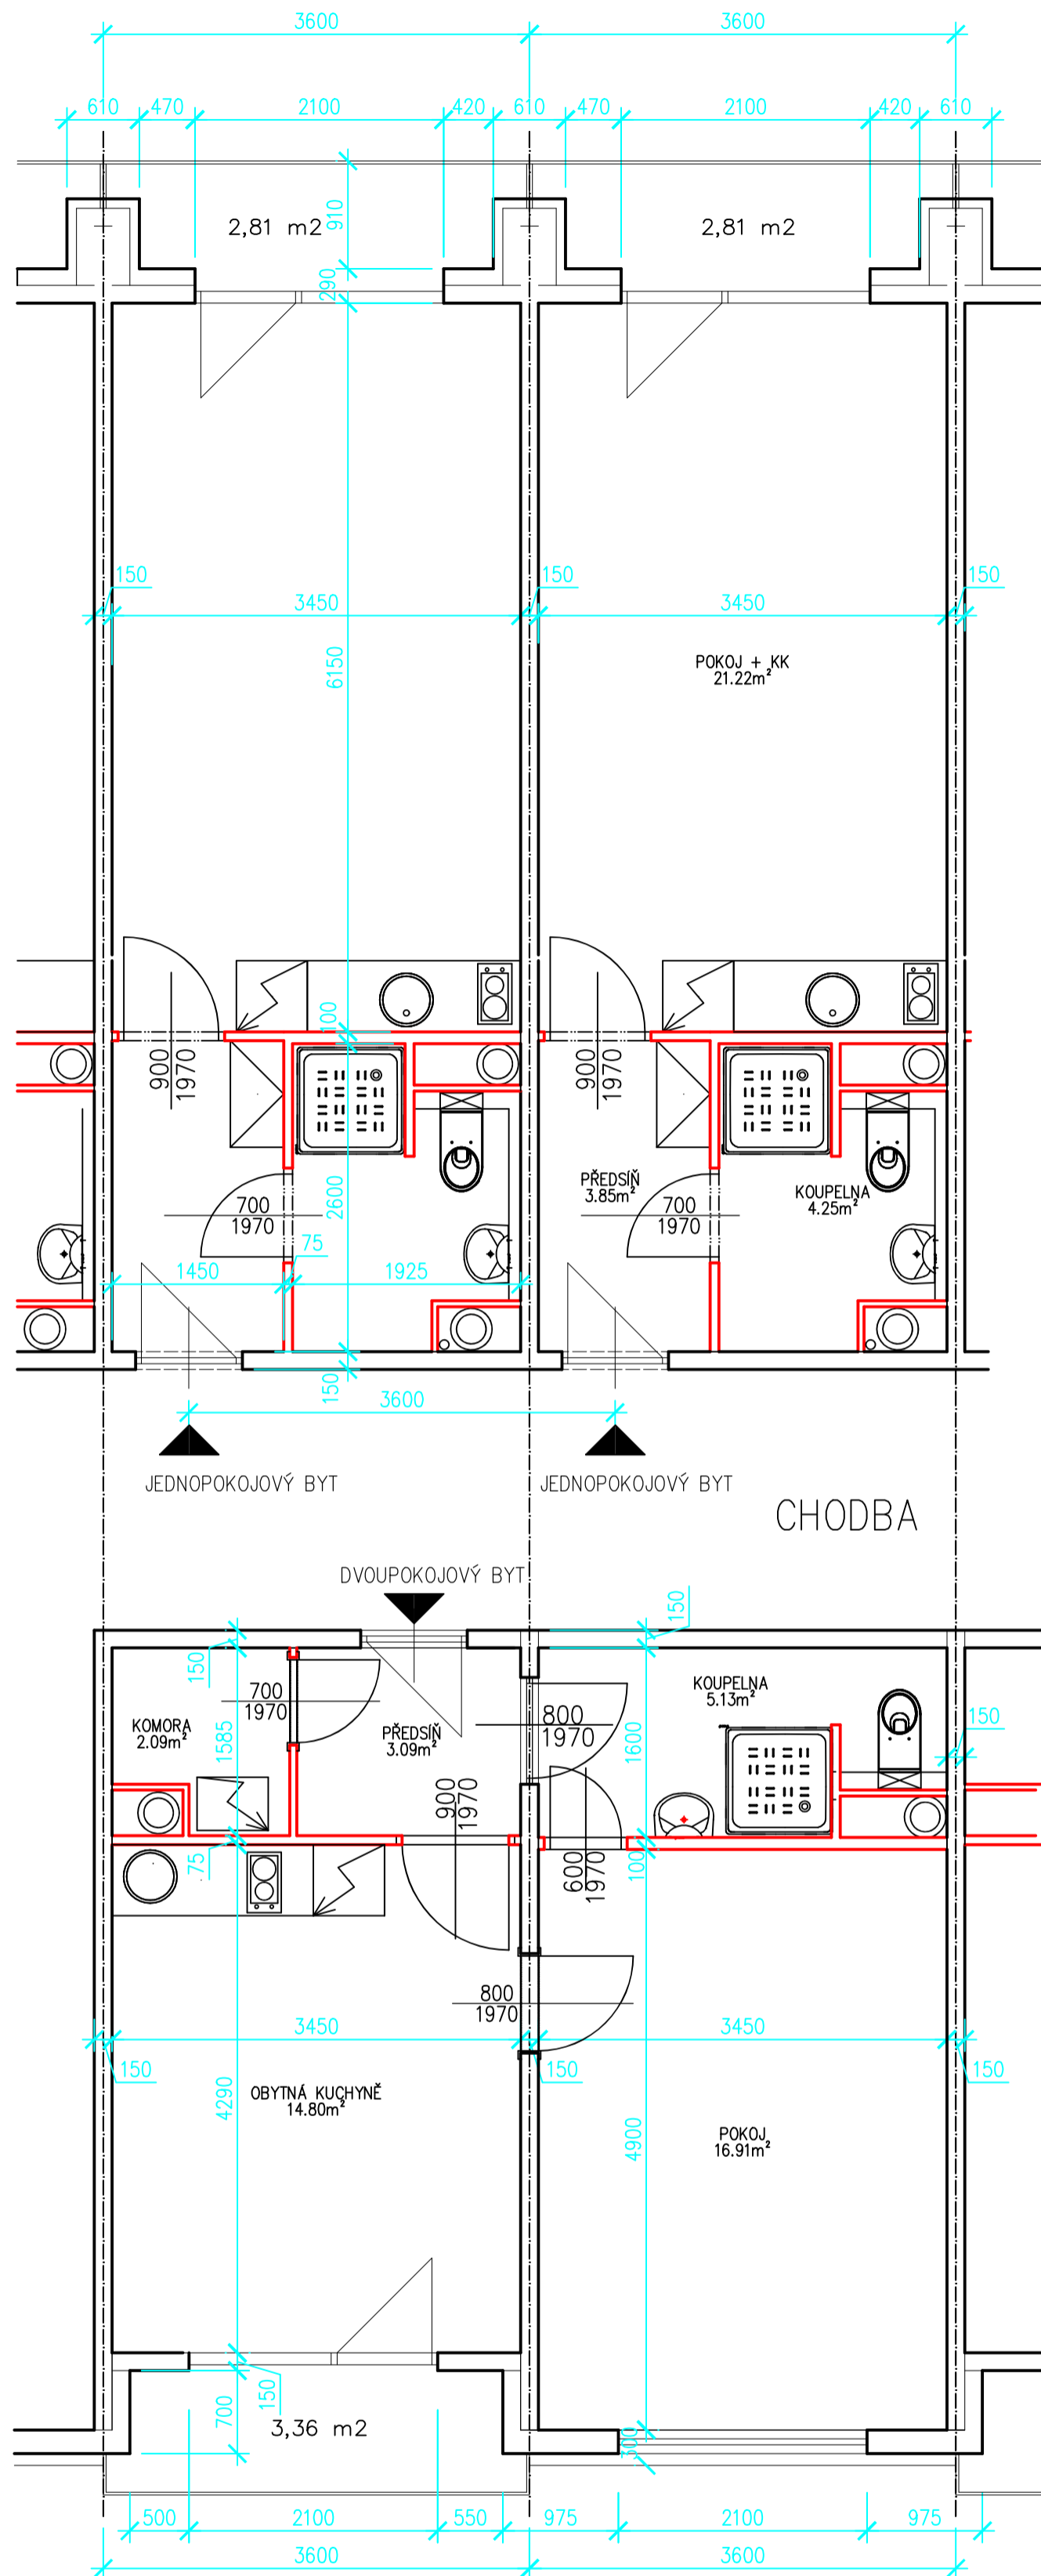 3600 3600
610 470 2100 420 610 470 2100 420 610
2,81 m2 910 2,81 m2
290
150 150 150
3450 3450
6150
POKOJ + KK
21.22m²
100
900
1970
900
1970
2600
PŘEDSÍŇ
3.85m²
KOUPELNA
4.25m²
700
1970
700
1970
75
1450 1925
150
3600
JEDNOPOKOJOVÝ BYT JEDNOPOKOJOVÝ BYT
CHODBA
DVOUPOKOJOVÝ BYT
150
150
KOUPELNA
5.13m²
700
1970
KOMORA
2.09m²
1585
PŘEDSÍŇ
3.09m²
800
1970
1600
150
900
1970
75
600
1970
100
800
1970
3450 3450
150 150 150
OBYTNÁ KUCHYNĚ
14.80m²
4290
4900
POKOJ
16.91m²
150
700
3,36 m2
300
500 2100 550 975 2100 975
3600 3600